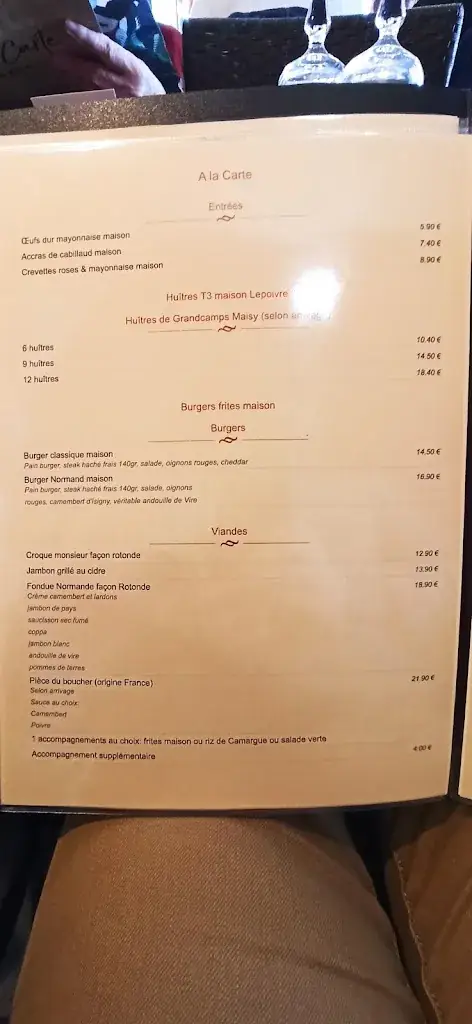 Carte
A la Carte
Entrées
Œufs dur mayonnaise maison 5.90 €
Accras de cabillaud maison 7.40 €
Crevettes roses & mayonnaise maison 8.90 €
Huîtres T3 maison Lepoivre
Huîtres de Grandcamps Maisy (selon
6 huîtres 10.40 €
9 huîtres 14.50 €
12 huîtres 18.40 €
Burgers frites maison
Burgers
Burger classique maison 14.50 €
Pain burger, steak haché frais 140gr, salade, oignons rouges, cheddar
Burger Normand maison 16.90 €
Pain burger, steak haché frais 140gr, salade, oignons
rouges, camembert d'isigny, véritable andouille de Vire
Viandes
Croque monsieur façon rotonde 12.90 €
Jambon grillé au cidre 13.90 €
Fondue Normande façon Rotonde 18.90 €
Crème camembert et lardons
jambon de pays
saucisson sec fumé
coppa
jambon blanc
andouille de vire
pommes de terres
Pièce du boucher (origine France) 21.90 €
Selon arrivage
Sauce au choix:
Camembert
Poivre
1 accompagnements au choix: frites maison ou riz de Camargue ou salade verte
Accompagnement supplémentaire 4.00 €